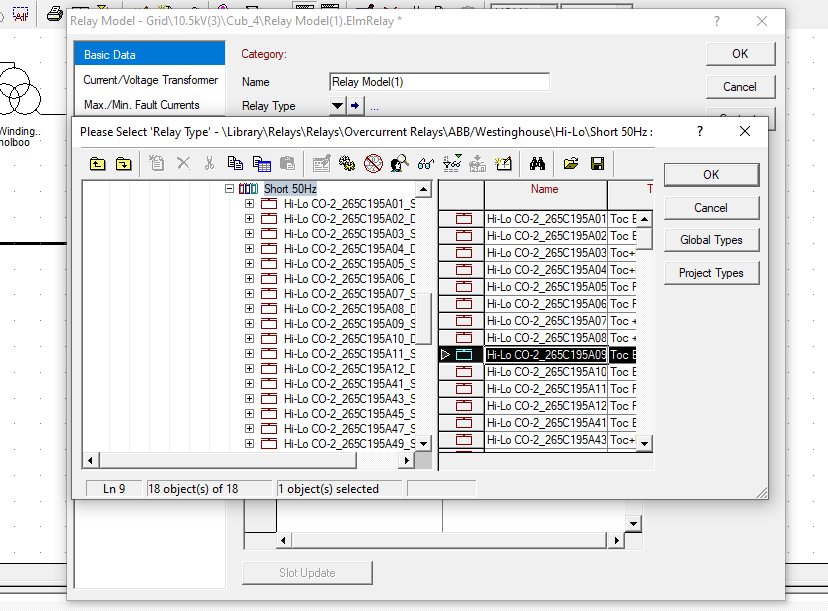 Relay Model - Grid\10.5kV(3)\Cub_4\Relay Model(1).ElmRelay *
? ×
Basic Data
Current/Voltage Transformer
Max./Min. Fault Currents
Category:
Name
Relay Model(1)
Relay Type
...
OK
Cancel
Winding..
nolboo
Please Select 'Relay Type' - \Library\Relays\Relays\Overcurrent Relays\ABB/Westinghouse\Hi-Lo\Short 50Hz :
? ×
Short 50Hz
Hi-Lo CO-2_265C195A01_S
Hi-Lo CO-2_265C195A02_D
Hi-Lo CO-2_265C195A03_S
Hi-Lo CO-2_265C195A04_D
Hi-Lo CO-2_265C195A05_S
Hi-Lo CO-2_265C195A06_D
Hi-Lo CO-2_265C195A07_S
Hi-Lo CO-2_265C195A08_D
Hi-Lo CO-2_265C195A09_S
Hi-Lo CO-2_265C195A10_D
Hi-Lo CO-2_265C195A11_S
Hi-Lo CO-2_265C195A12_D
Hi-Lo CO-2_265C195A41_S
Hi-Lo CO-2_265C195A43_S
Hi-Lo CO-2_265C195A45_S
Hi-Lo CO-2_265C195A47_S
Hi-Lo CO-2_265C195A49_S
Name T
Hi-Lo CO-2_265C195A01 Toc E
Hi-Lo CO-2_265C195A02 Toc E
Hi-Lo CO-2_265C195A03 Toc+
Hi-Lo CO-2_265C195A04 Toc+
Hi-Lo CO-2_265C195A05 Toc F
Hi-Lo CO-2_265C195A06 Toc F
Hi-Lo CO-2_265C195A07 Toc +
Hi-Lo CO-2_265C195A08 Toc +
Hi-Lo CO-2_265C195A09 Toc E
Hi-Lo CO-2_265C195A10 Toc E
Hi-Lo CO-2_265C195A11 Toc F
Hi-Lo CO-2_265C195A12 Toc F
Hi-Lo CO-2_265C195A41 Toc E
Hi-Lo CO-2_265C195A43 Toc+
OK
Cancel
Global Types
Project Types
Ln 9
18 object(s) of 18
1 object(s) selected
Slot Update